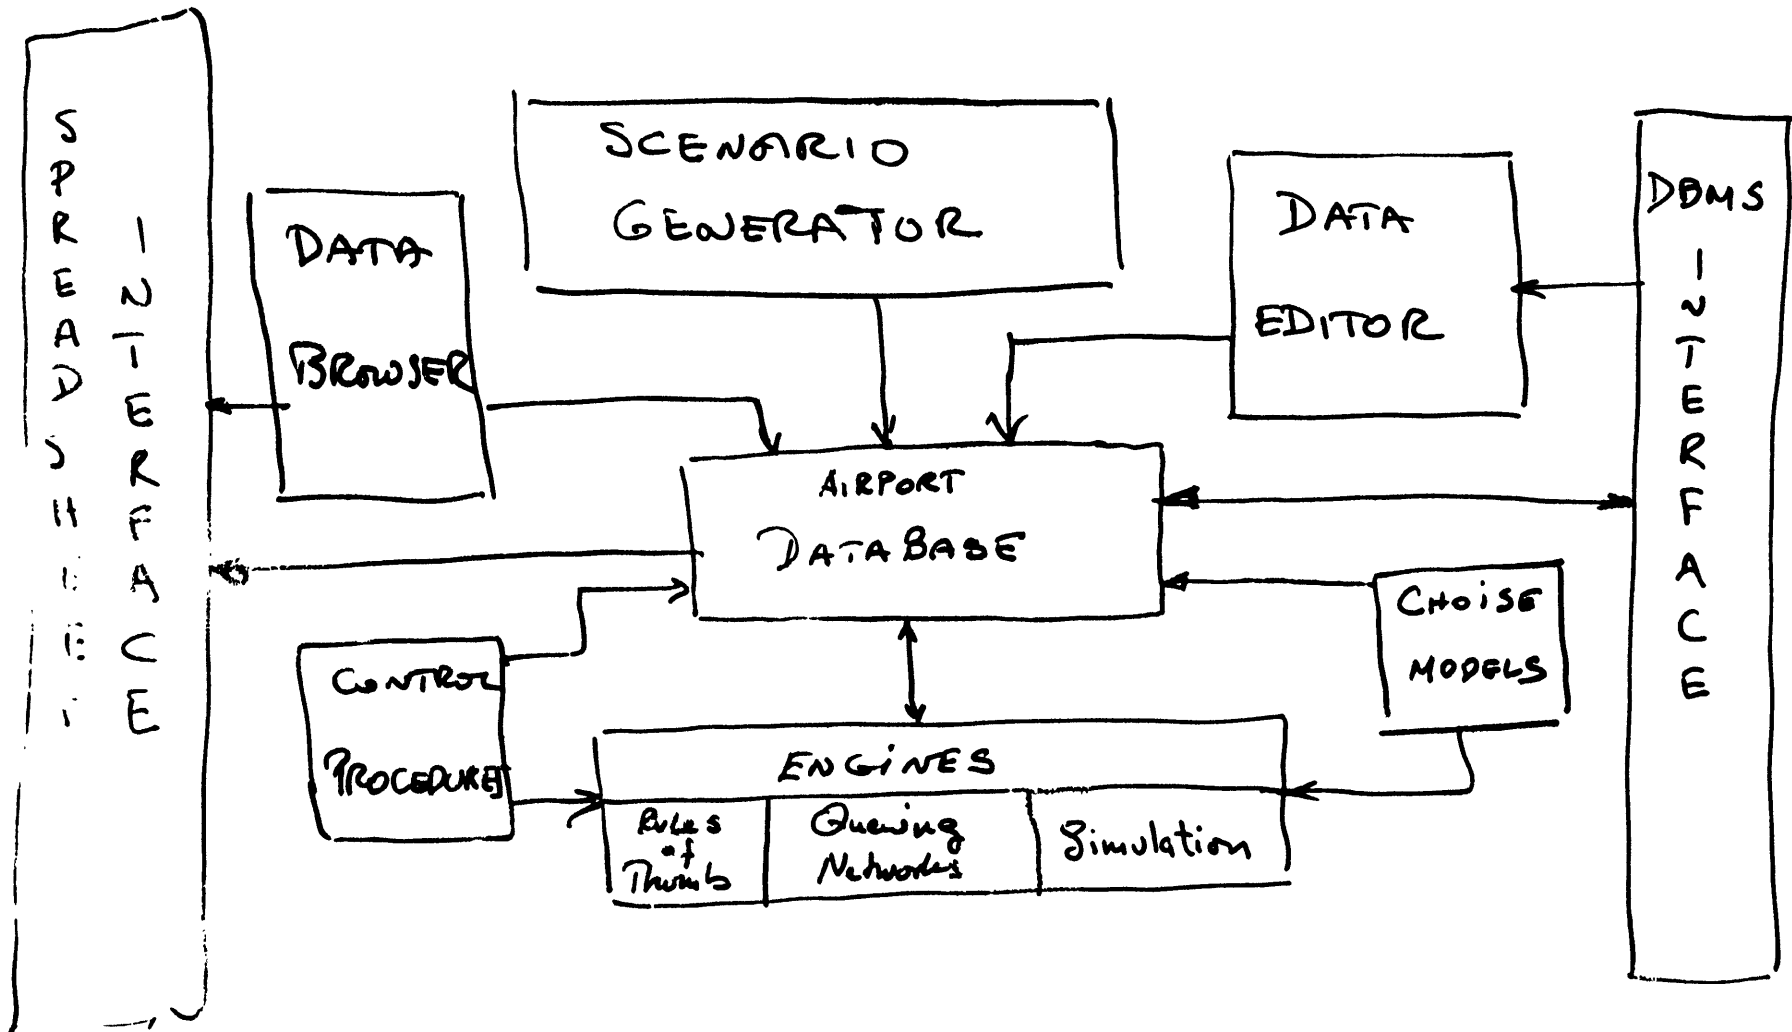 SPREADSHEET
INTERFACE
DATA
BROWSER
SCENARIO
GENERATOR
DATA
EDITOR
DBMS
INTERFACE
AIRPORT
DATABASE
CONTROL
PROCEDURES
CHOISE
MODELS
ENGINES
Rules
of
Thumb
Queuing
Networks
Simulation